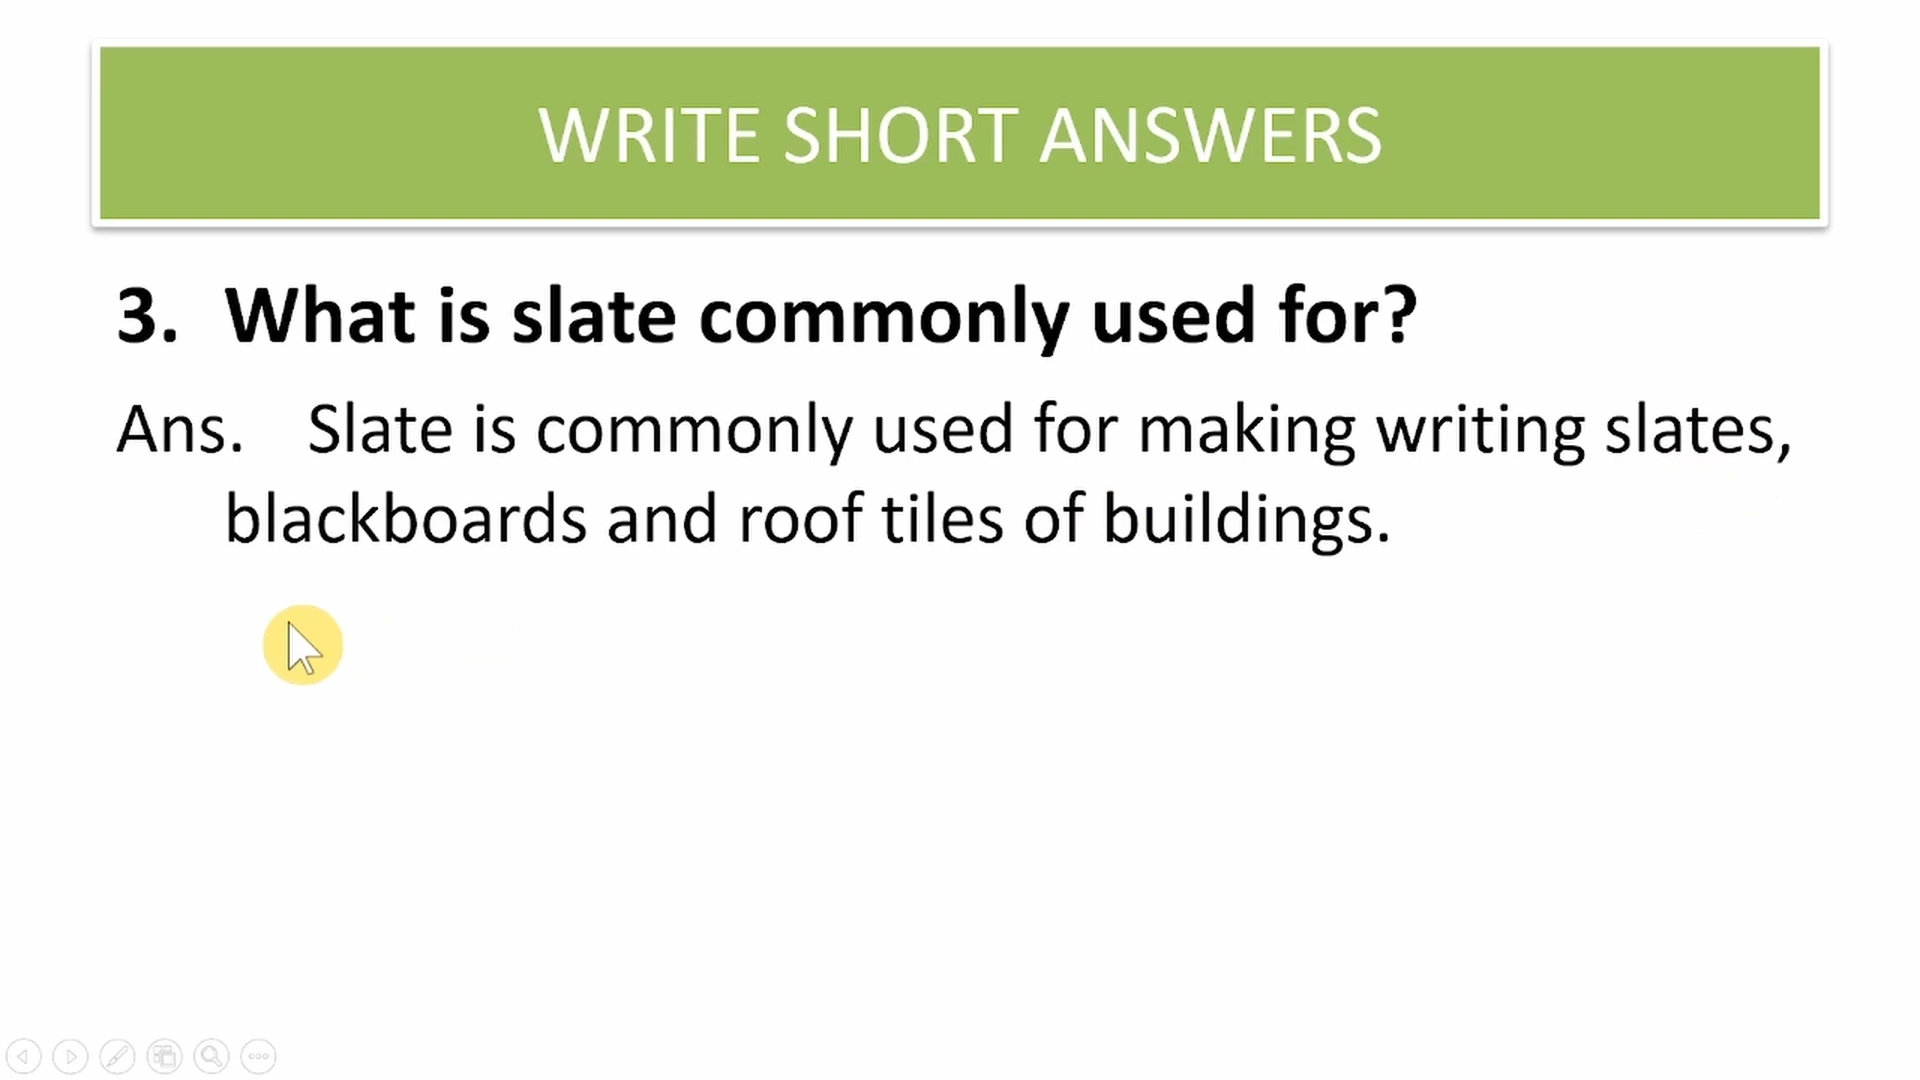 WRITE SHORT ANSWERS
3. What is slate commonly used for?
Ans. Slate is commonly used for making writing slates,
blackboards and roof tiles of buildings.